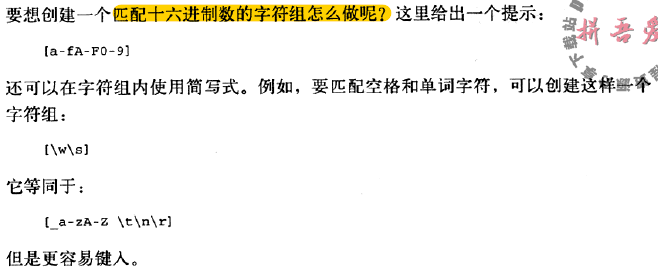 要想创建一个匹配十六进制数的字符组怎么做呢？这里给出一个提示：
[a-fA-F0-9]
还可以在字符组内使用简写式。例如，要匹配空格和单词字符，可以创建这样一个
字符组：
[\w\s]
它等同于：
[_a-zA-Z \t\n\r]
但是更容易键入。
下载站